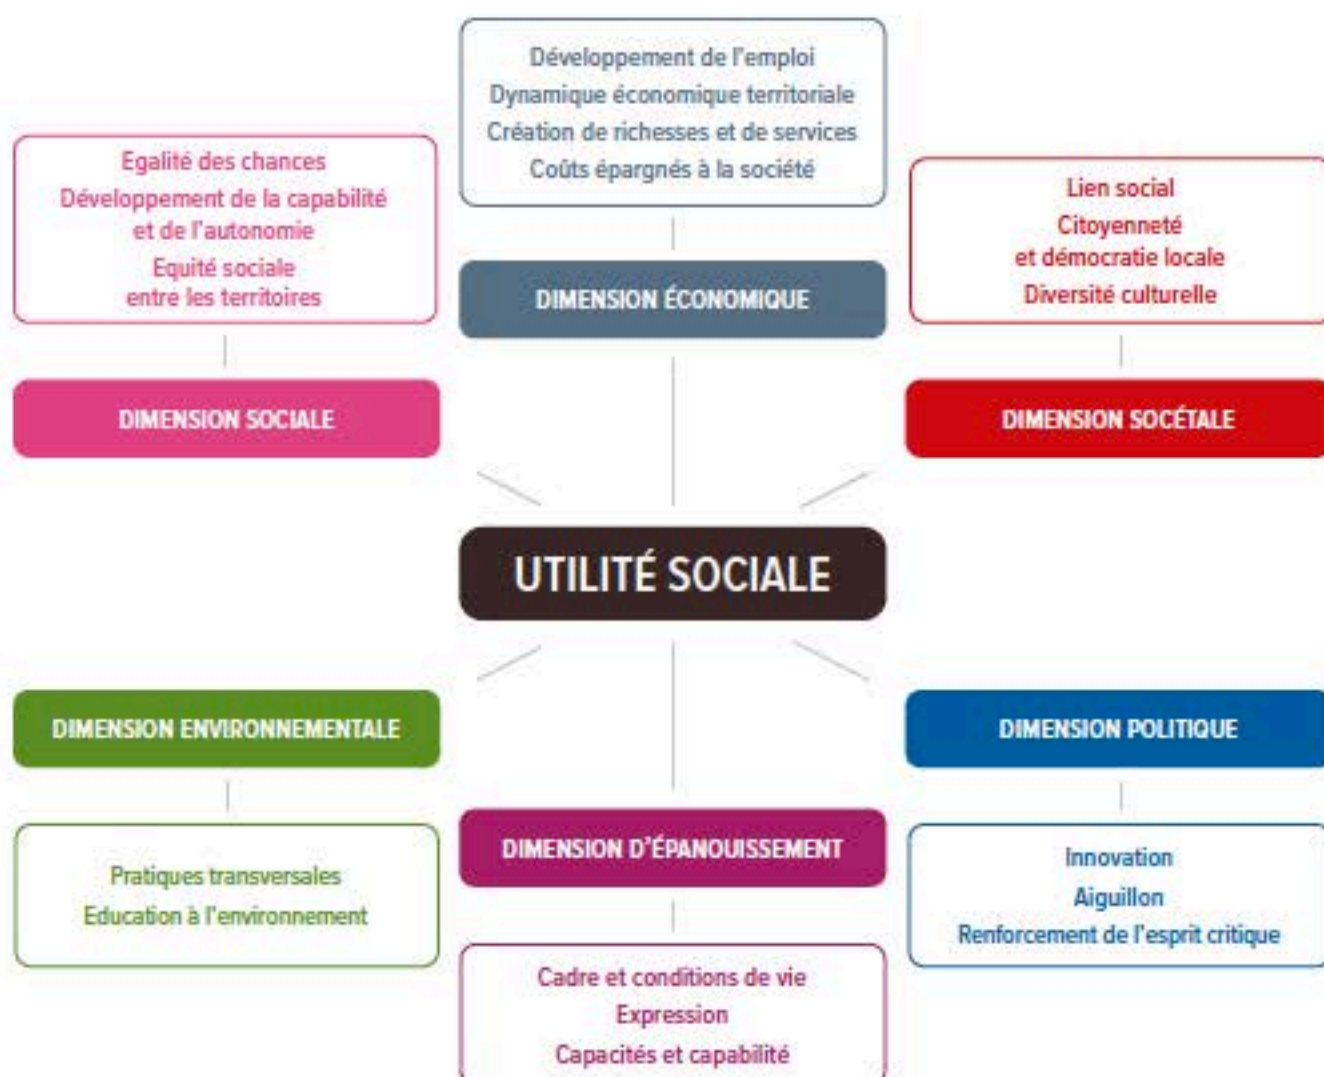 Développement de l'emploi
Dynamique économique territoriale
Création de richesses et de services
Coûts épargnés à la société
DIMENSION ÉCONOMIQUE
Egalité des chances
Développement de la capabilité
et de l'autonomie
Equité sociale
entre les territoires
DIMENSION SOCIALE
Lien social
Citoyenneté
et démocratie locale
Diversité culturelle
DIMENSION SOCÉTALE
UTILITÉ SOCIALE
DIMENSION ENVIRONNEMENTALE
Pratiques transversales
Education à l'environnement
DIMENSION D'ÉPANOUISSEMENT
Cadre et conditions de vie
Expression
Capacités et capabilité
DIMENSION POLITIQUE
Innovation
Aiguillon
Renforcement de l'esprit critique